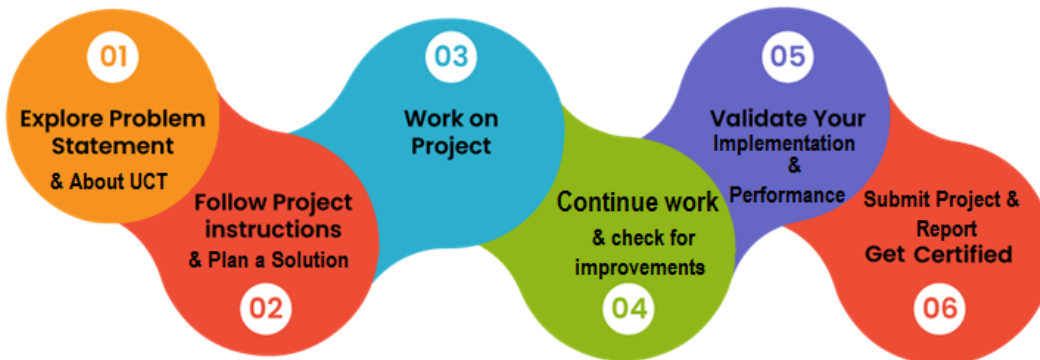 01
Explore Problem
Statement
& About UCT
Follow Project
instructions
& Plan a Solution
02
03
Work on
Project
Continue work
& check for
improvements
04
05
Validate Your
Implementation
&
Performance
Submit Project &
Report
Get Certified
06